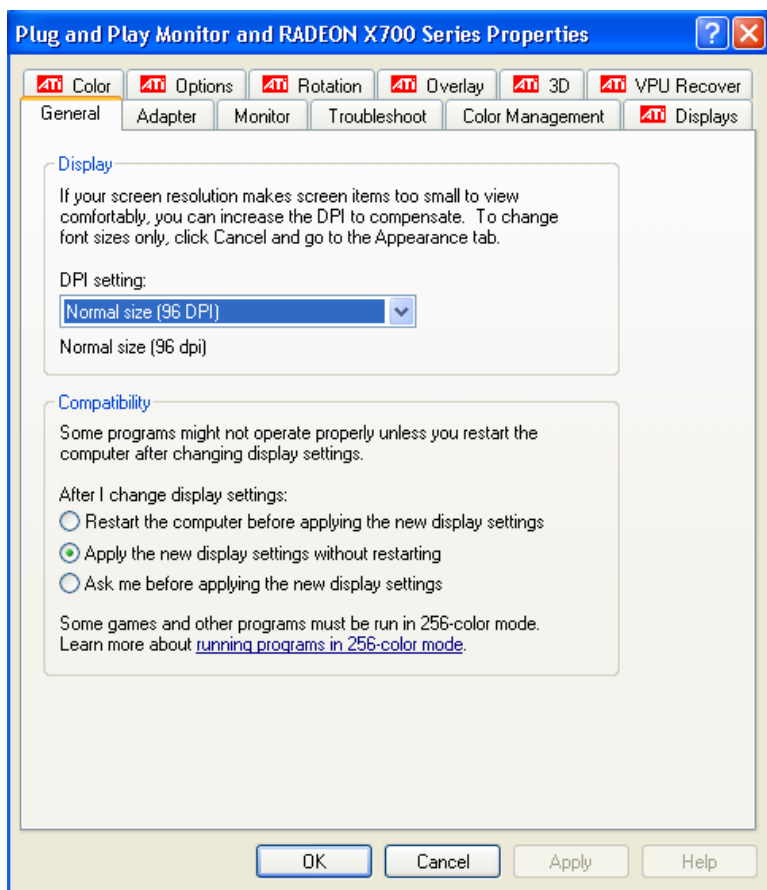 Plug and Play Monitor and RADEON X700 Series Properties
ATI Color ATI Options ATI Rotation ATI Overlay ATI 3D ATI VPU Recover
General Adapter Monitor Troubleshoot Color Management ATI Displays
Display
If your screen resolution makes screen items too small to view
comfortably, you can increase the DPI to compensate.  To change
font sizes only, click Cancel and go to the Appearance tab.
DPI setting:
Normal size (96 DPI)
Normal size (96 dpi)
Compatibility
Some programs might not operate properly unless you restart the
computer after changing display settings.
After I change display settings:
Restart the computer before applying the new display settings
Apply the new display settings without restarting
Ask me before applying the new display settings
Some games and other programs must be run in 256-color mode.
Learn more about running programs in 256-color mode.
OK Cancel Apply Help